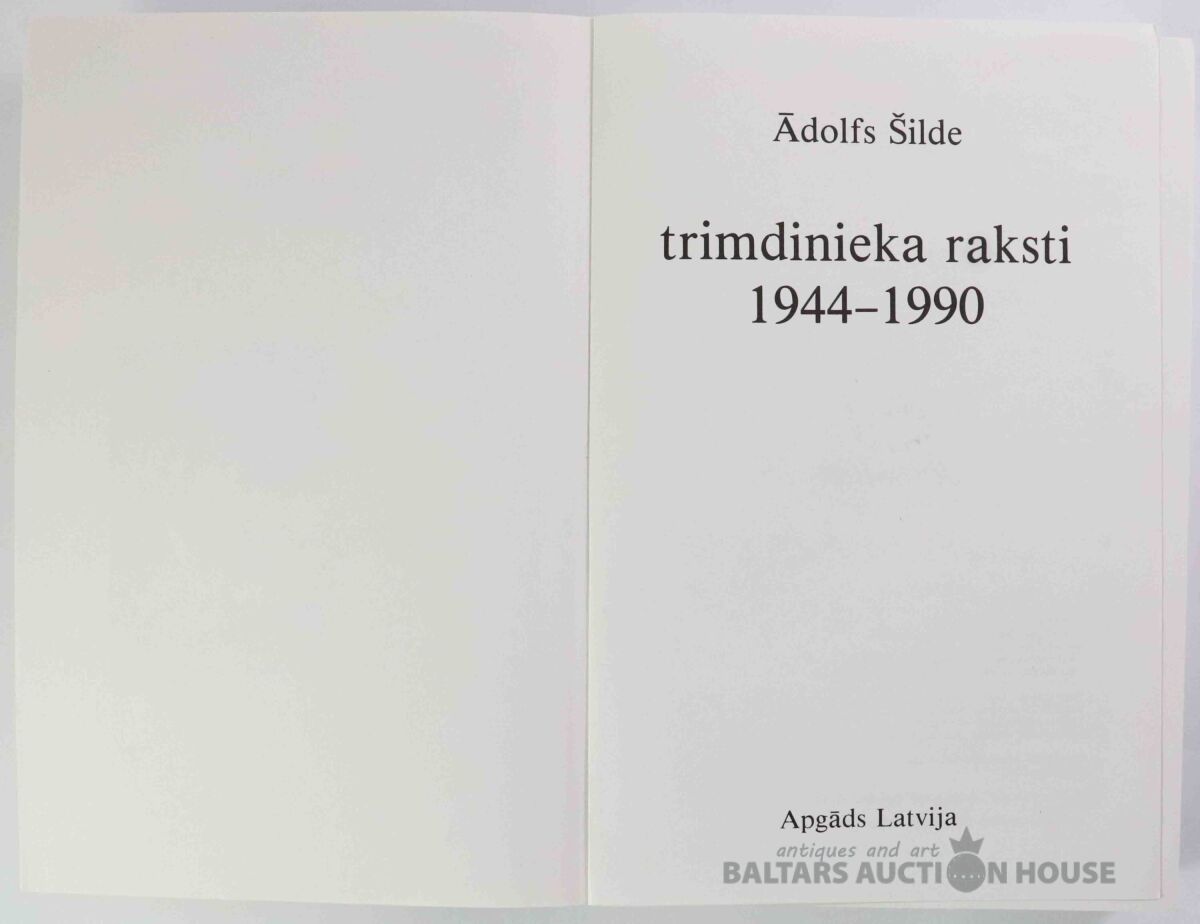 Ādolfs Šilde
trimdinieka raksti
1944–1990
Apgāds Latvija
antiques and art
BALTARS AUCTION HOUSE